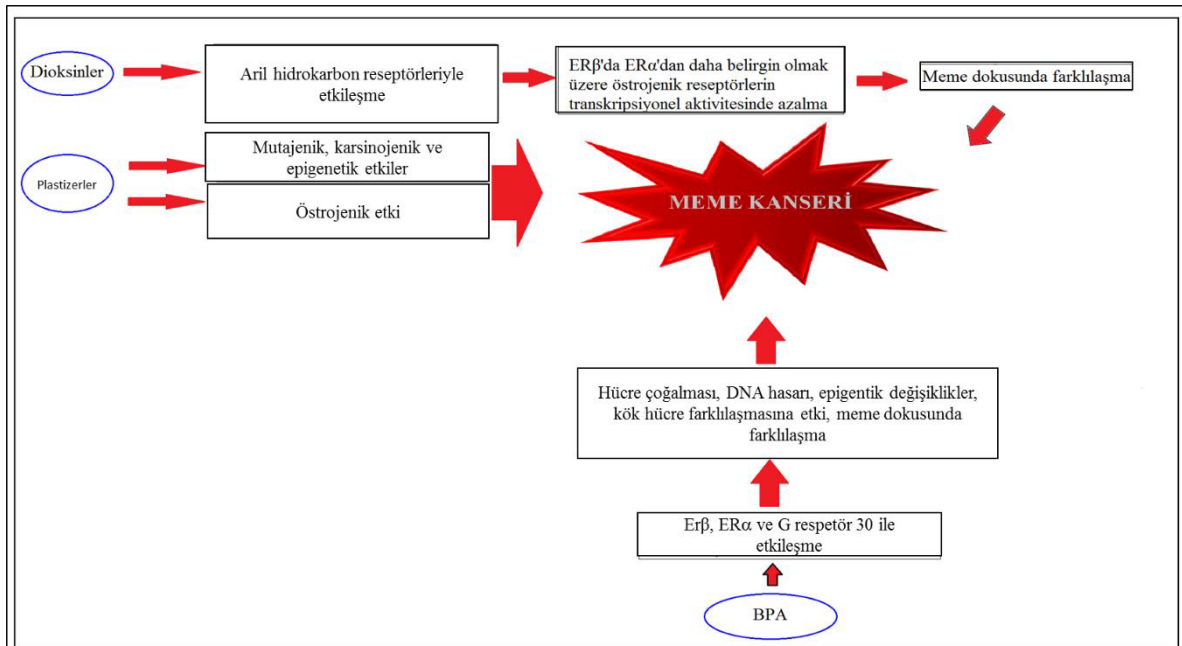 Dioksinler
Aril hidrokarbon reseptörleriyle
etkileşme
ERβ'da ERα'dan daha belirgin olmak
üzere östrojenik reseptörlerin
transkripsiyonel aktivitesinde azalma
Meme dokusunda farklılaşma
Plastizerler
Mutajenik, karsinojenik ve
epigenetik etkiler
Östrojenik etki
MEME KANSERİ
Hücre çoğalması, DNA hasarı, epigentik değişiklikler,
kök hücre farklılaşmasına etki, meme dokusunda
farklılaşma
Erβ, ERα ve G respetör 30 ile
etkileşme
BPA